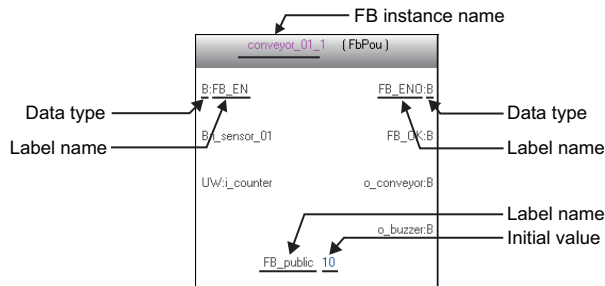 FB instance name
conveyor_01_1 (FbPou)
B:FB_EN FB_ENO:B
Data type Data type
B:i_sensor_01 FB_OK:B
Label name Label name
UW:i_counter o_conveyor:B
Label name
o_buzzer:B
Initial value
FB_public 10